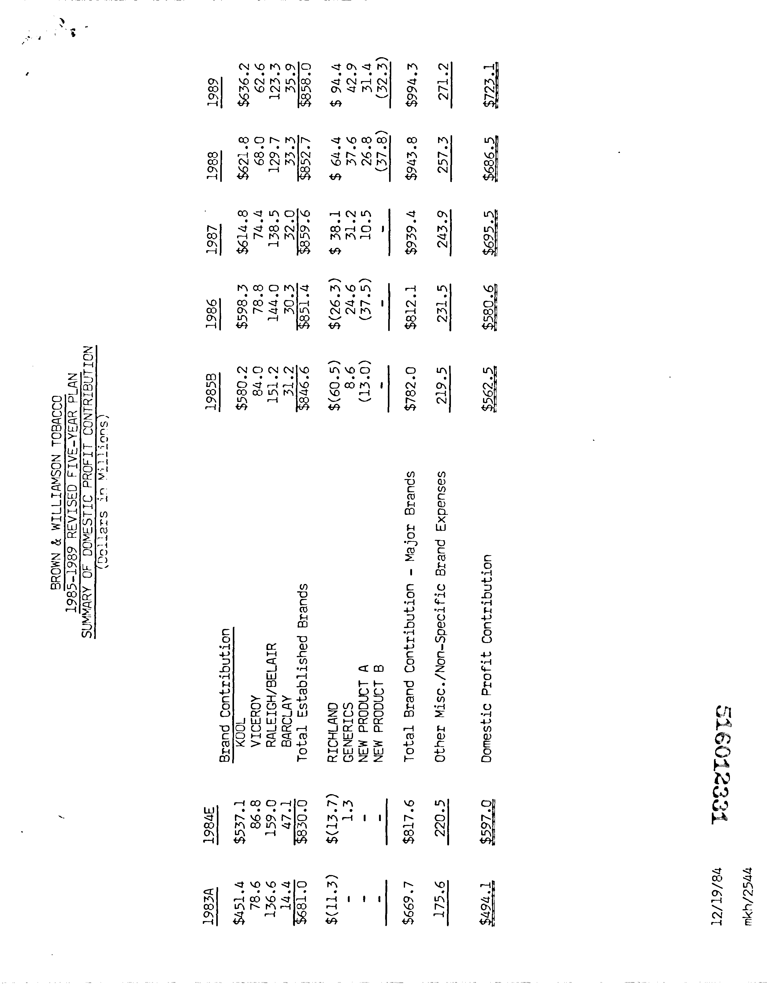 BROWN & WILLIAMSON TOBACCO
1985-1989 REVISED FIVE-YEAR PLAN
SUMMARY OF DOMESTIC PROFIT CONTRIBUTION
(Dollars in Millions)
1983A 1984E Brand Contribution 1985B 1986 1987 1988 1989
$451.4 $537.1 KOOL $580.2 $598.3 $614.8 $621.8 $636.2
78.6 86.8 VICEROY 84.0 78.8 74.4 68.0 62.6
136.6 159.0 RALEIGH/BELAIR 151.2 144.0 138.5 129.7 123.3
14.4 47.1 BARCLAY 31.2 30.3 32.0 33.3 35.9
$681.0 $830.0 Total Established Brands $846.6 $851.4 $859.6 $852.7 $858.0
$(11.3) $(13.7) RICHLAND $(60.5) $(26.3) $ 38.1 $ 64.4 $ 94.4
- 1.3 GENERICS 8.6 24.6 31.2 37.6 42.9
- - NEW PRODUCT A (13.0) (37.5) 10.5 26.8 31.4
- - NEW PRODUCT B - - - (37.8) (32.3)
$669.7 $817.6 Total Brand Contribution - Major Brands $782.0 $812.1 $939.4 $943.8 $994.3
175.6 220.5 Other Misc./Non-Specific Brand Expenses 219.5 231.5 243.9 257.3 271.2
$494.1 $597.0 Domestic Profit Contribution $562.5 $580.6 $695.5 $686.5 $723.1
12/19/84
mkh/2544
516012331